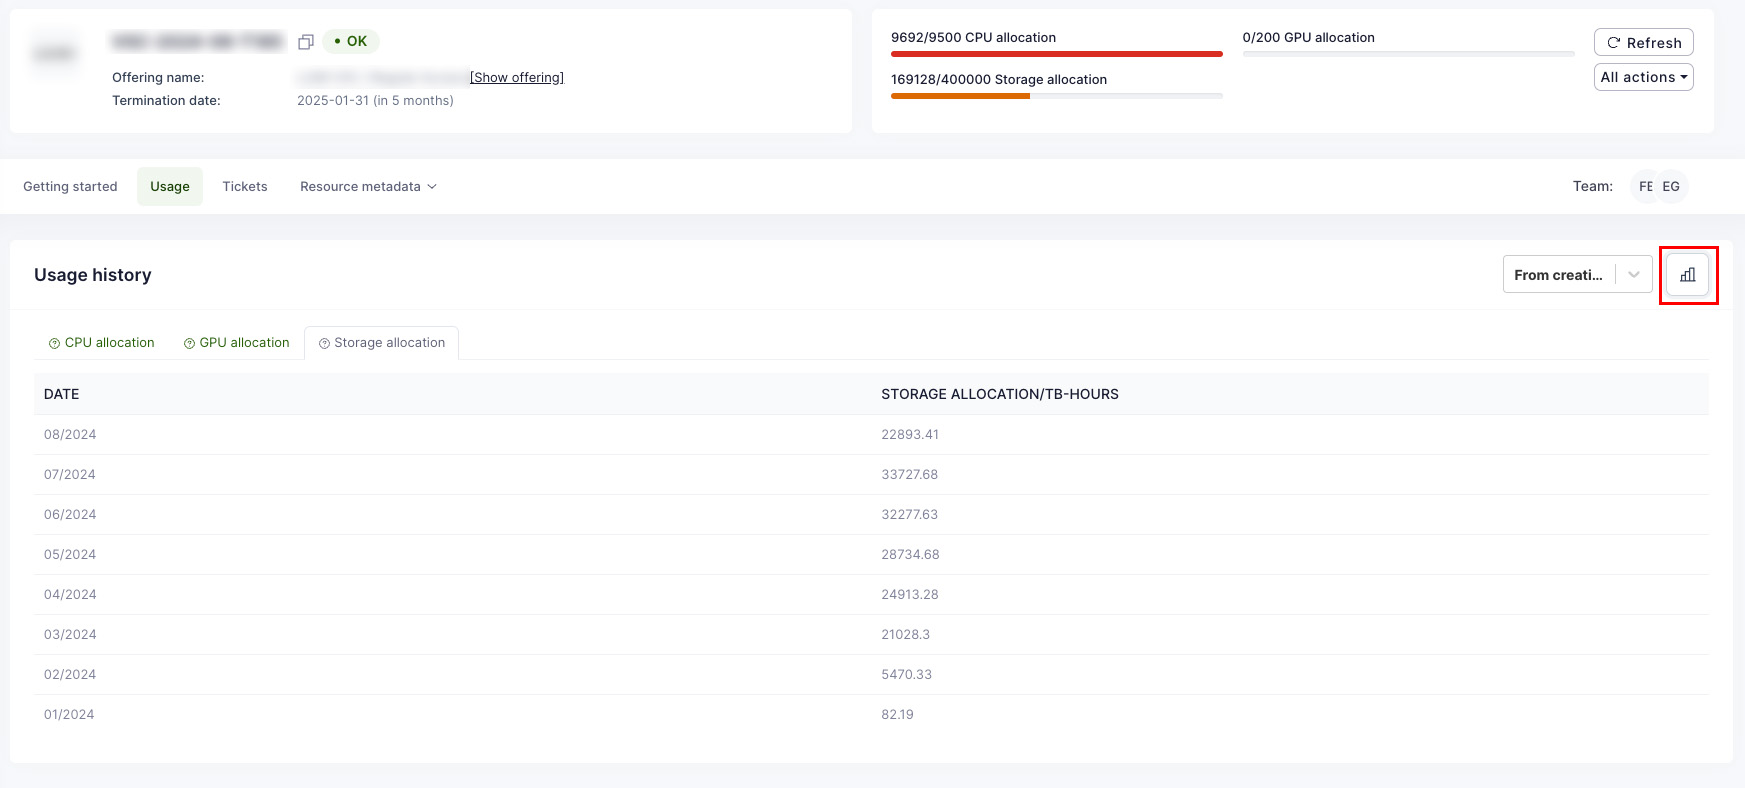 OK
Offering name: [Show offering]
Termination date: 2025-01-31 (in 5 months)
9692/9500 CPU allocation
0/200 GPU allocation
169128/400000 Storage allocation
Refresh
All actions
Getting started Usage Tickets Resource metadata
Team: FE EG
Usage history
From creati...
CPU allocation GPU allocation Storage allocation
DATE STORAGE ALLOCATION/TB-HOURS
08/2024 22893.41
07/2024 33727.68
06/2024 32277.63
05/2024 28734.68
04/2024 24913.28
03/2024 21028.3
02/2024 5470.33
01/2024 82.19